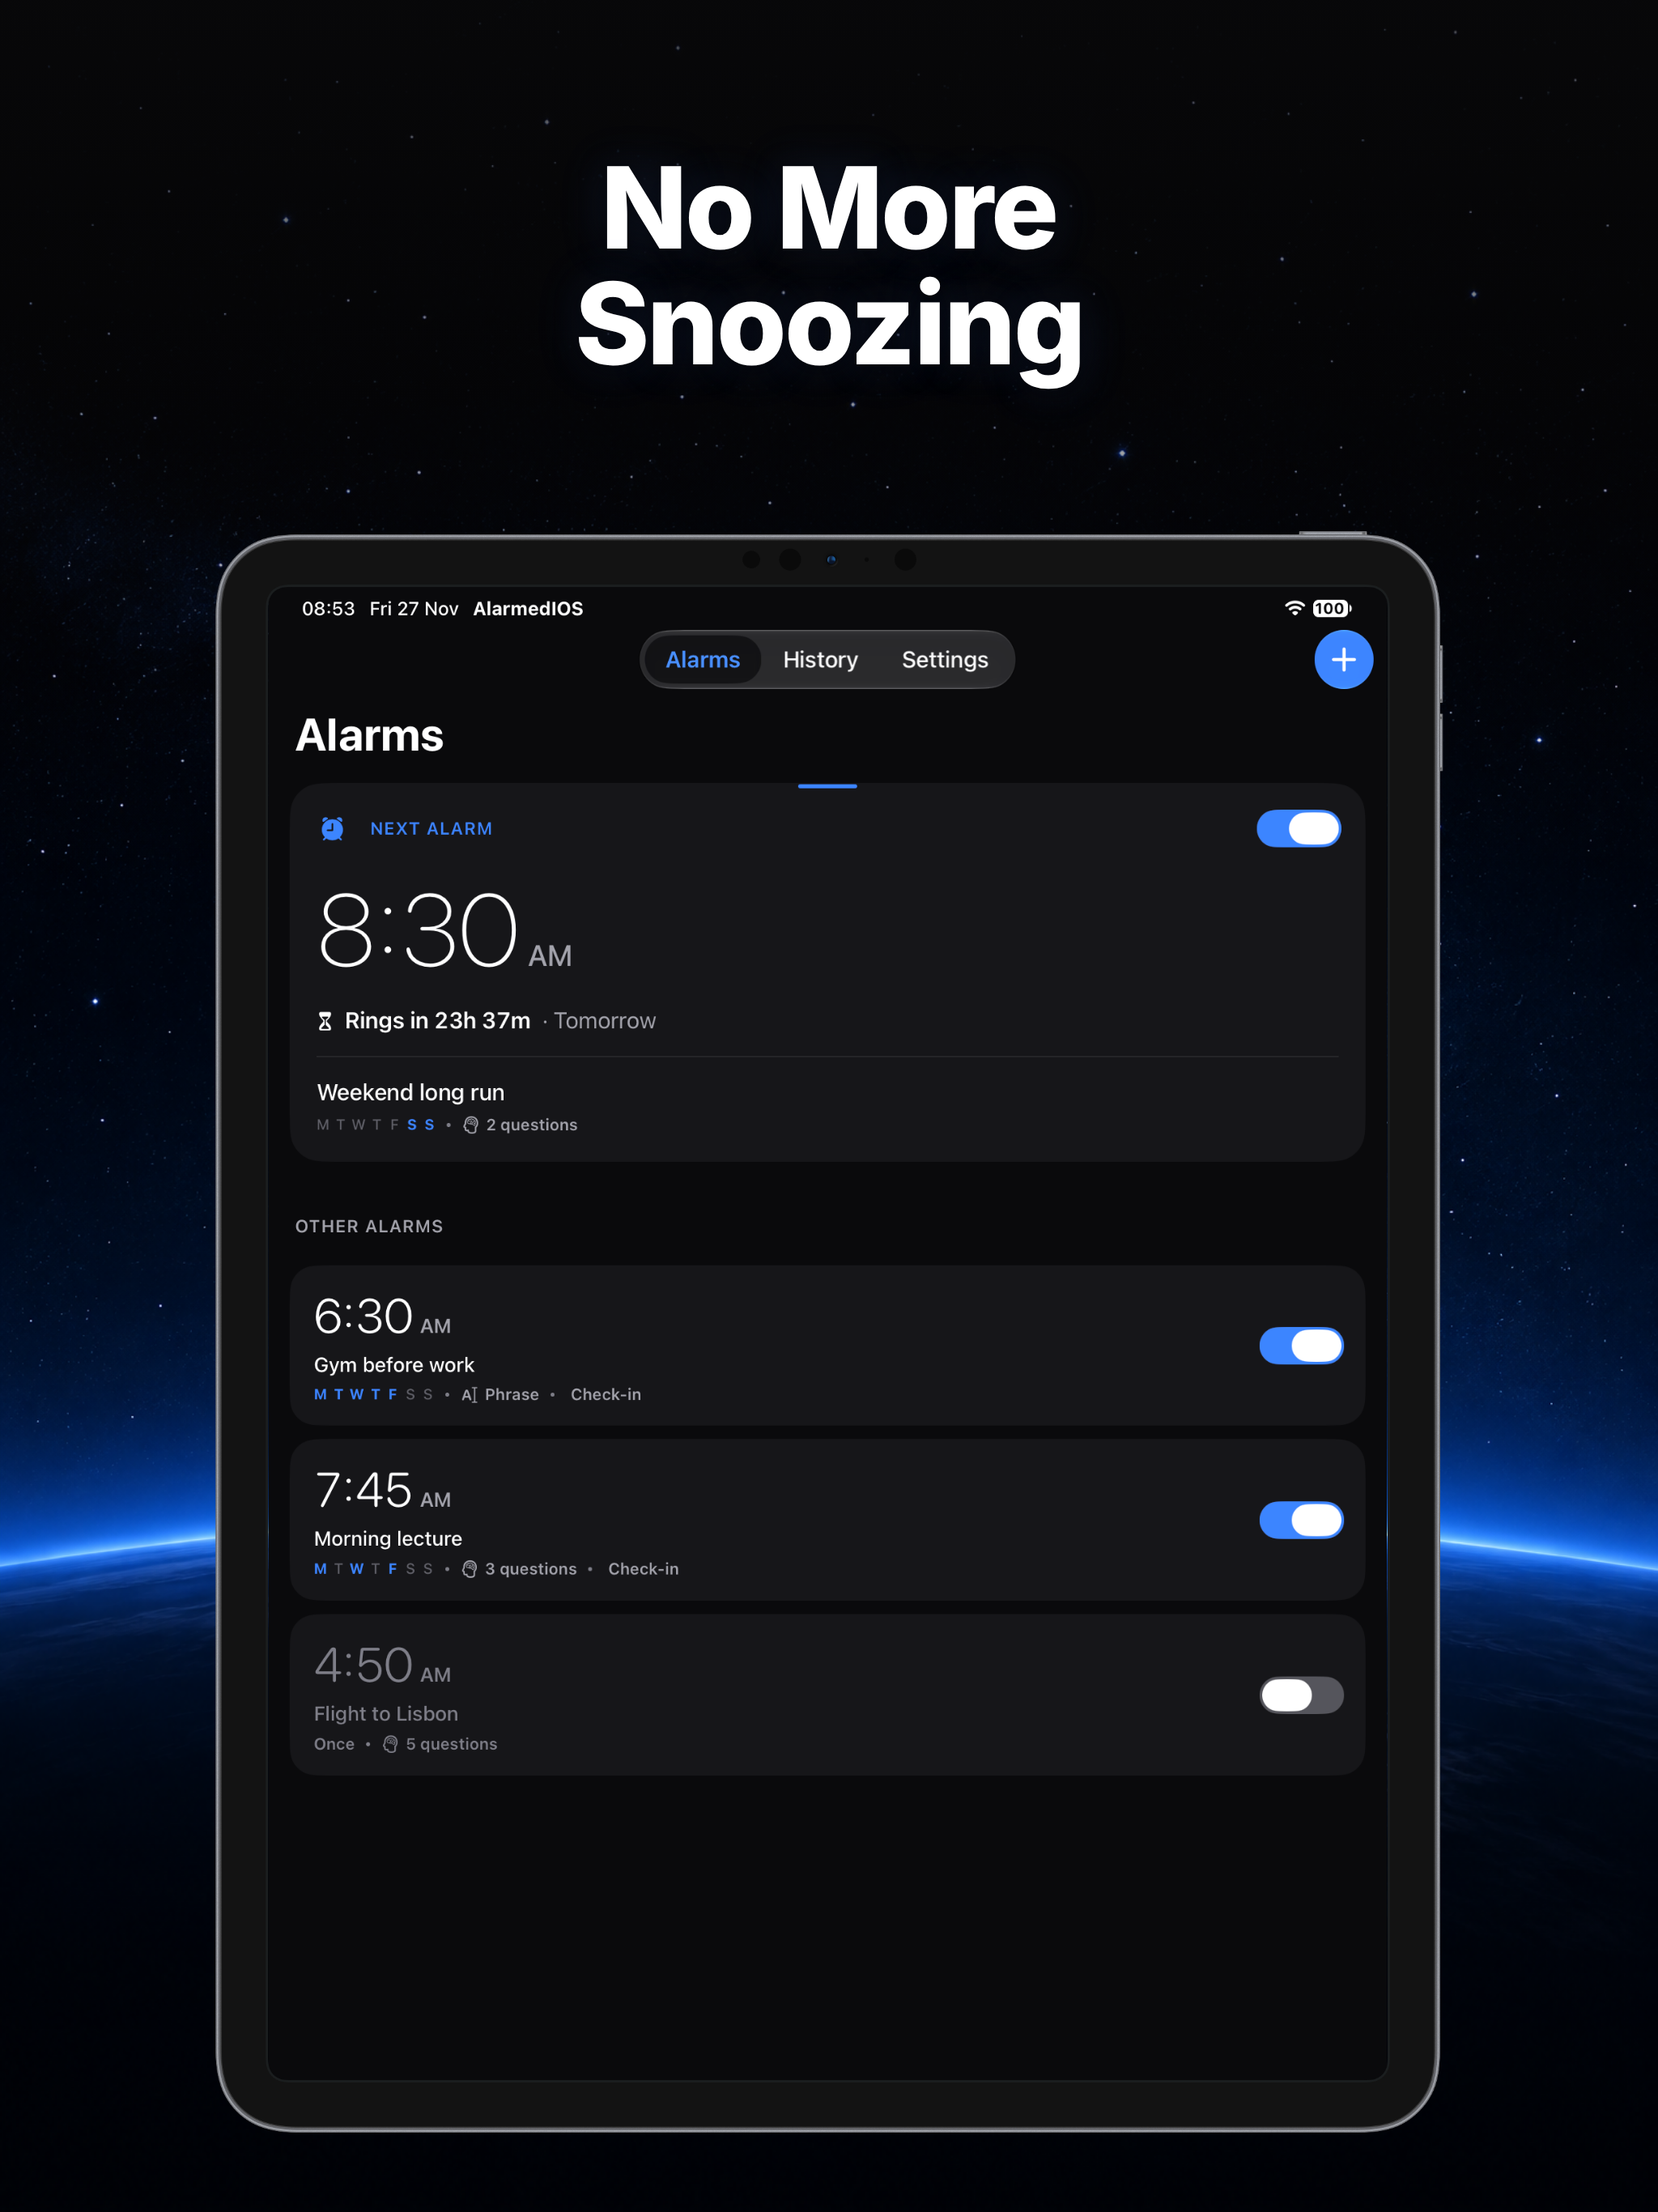 No More
Snoozing
08:53 Fri 27 Nov AlarmedIOS 100
Alarms History Settings
Alarms
NEXT ALARM
8:30 AM
Rings in 23h 37m · Tomorrow
Weekend long run
M T W T F S S • 2 questions
OTHER ALARMS
6:30 AM
Gym before work
M T W T F S S • A Phrase • Check-in
7:45 AM
Morning lecture
M T W T F S S • 3 questions • Check-in
4:50 AM
Flight to Lisbon
Once • 5 questions